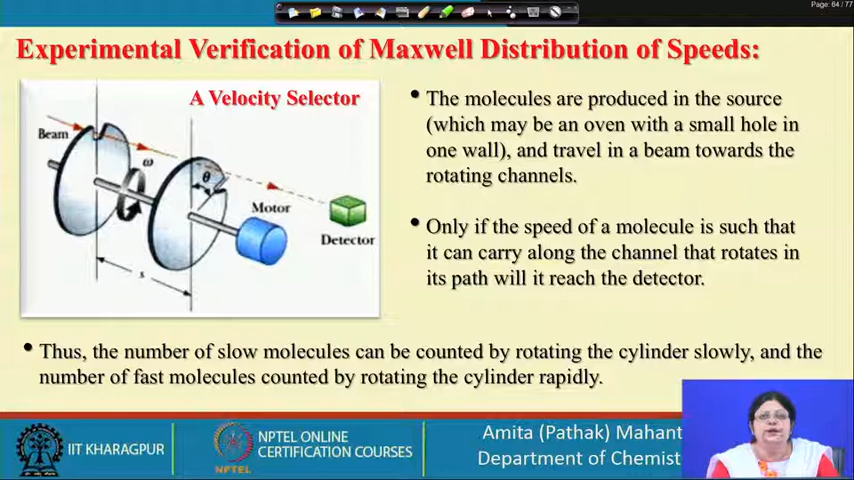 Page: 64 / 77
Experimental Verification of Maxwell Distribution of Speeds:
A Velocity Selector
Beam
ω
θ
Motor
Detector
s
• The molecules are produced in the source
(which may be an oven with a small hole in
one wall), and travel in a beam towards the
rotating channels.
• Only if the speed of a molecule is such that
it can carry along the channel that rotates in
its path will it reach the detector.
• Thus, the number of slow molecules can be counted by rotating the cylinder slowly, and the
number of fast molecules counted by rotating the cylinder rapidly.
IIT KHARAGPUR
NPTEL
NPTEL ONLINE
CERTIFICATION COURSES
Amita (Pathak) Mahant
Department of Chemist